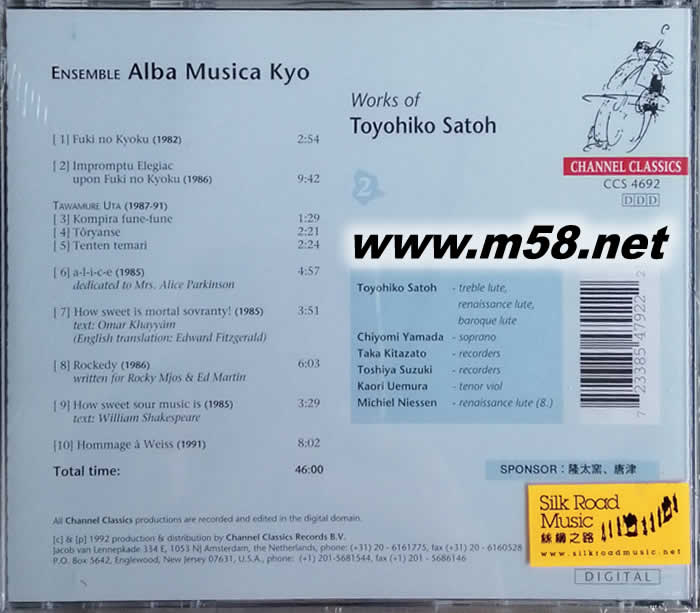 ENSEMBLE Alba Musica Kyo
[ 1] Fuki no Kyoku (1982) 2:54
[ 2] Impromptu Elegiac
upon Fuki no Kyoku (1986) 9:42
TAWAMURE UTA (1987-91)
[ 3] Kompira fune-fune 1:29
[ 4] Tôryanse 2:21
[ 5] Tenten temari 2:24
[ 6] a-l-i-c-e (1985) 4:57
dedicated to Mrs. Alice Parkinson
[ 7] How sweet is mortal sovranty! (1985) 3:51
text: Omar Khayyám
(English translation: Edward Fitzgerald)
[ 8] Rockedy (1986) 6:03
written for Rocky Mjos & Ed Martin
[ 9] How sweet sour music is (1985) 3:29
text: William Shakespeare
[10] Hommage à Weiss (1991) 8:02
Total time: 46:00
Works of
Toyohiko Satoh
2
CHANNEL CLASSICS
CCS 4692
DDD
www.m58.net
Toyohiko Satoh - treble lute,
renaissance lute,
baroque lute
Chiyomi Yamada - soprano
Taka Kitazato - recorders
Toshiya Suzuki - recorders
Kaori Uemura - tenor viol
Michiel Niessen - renaissance lute (8.)
7 23385 47922 2
SPONSOR : 隆太窯、唐津
All Channel Classics productions are recorded and edited in the digital domain.
[c] & [p] 1992 production & distribution by Channel Classics Records B.V.
Jacob van Lennepkade 334 E, 1053 NJ Amsterdam, the Netherlands, phone: (+31) 20 - 6161775, fax (+31) 20 - 6160528
P.O. Box 5642, Englewood, New Jersey 07631, U.S.A., phone: (+1) 201-5681544, fax (+1) 201 - 5686146
Silk Road
Music
絲綢之路
www.silkroadmusic.net
DIGITAL